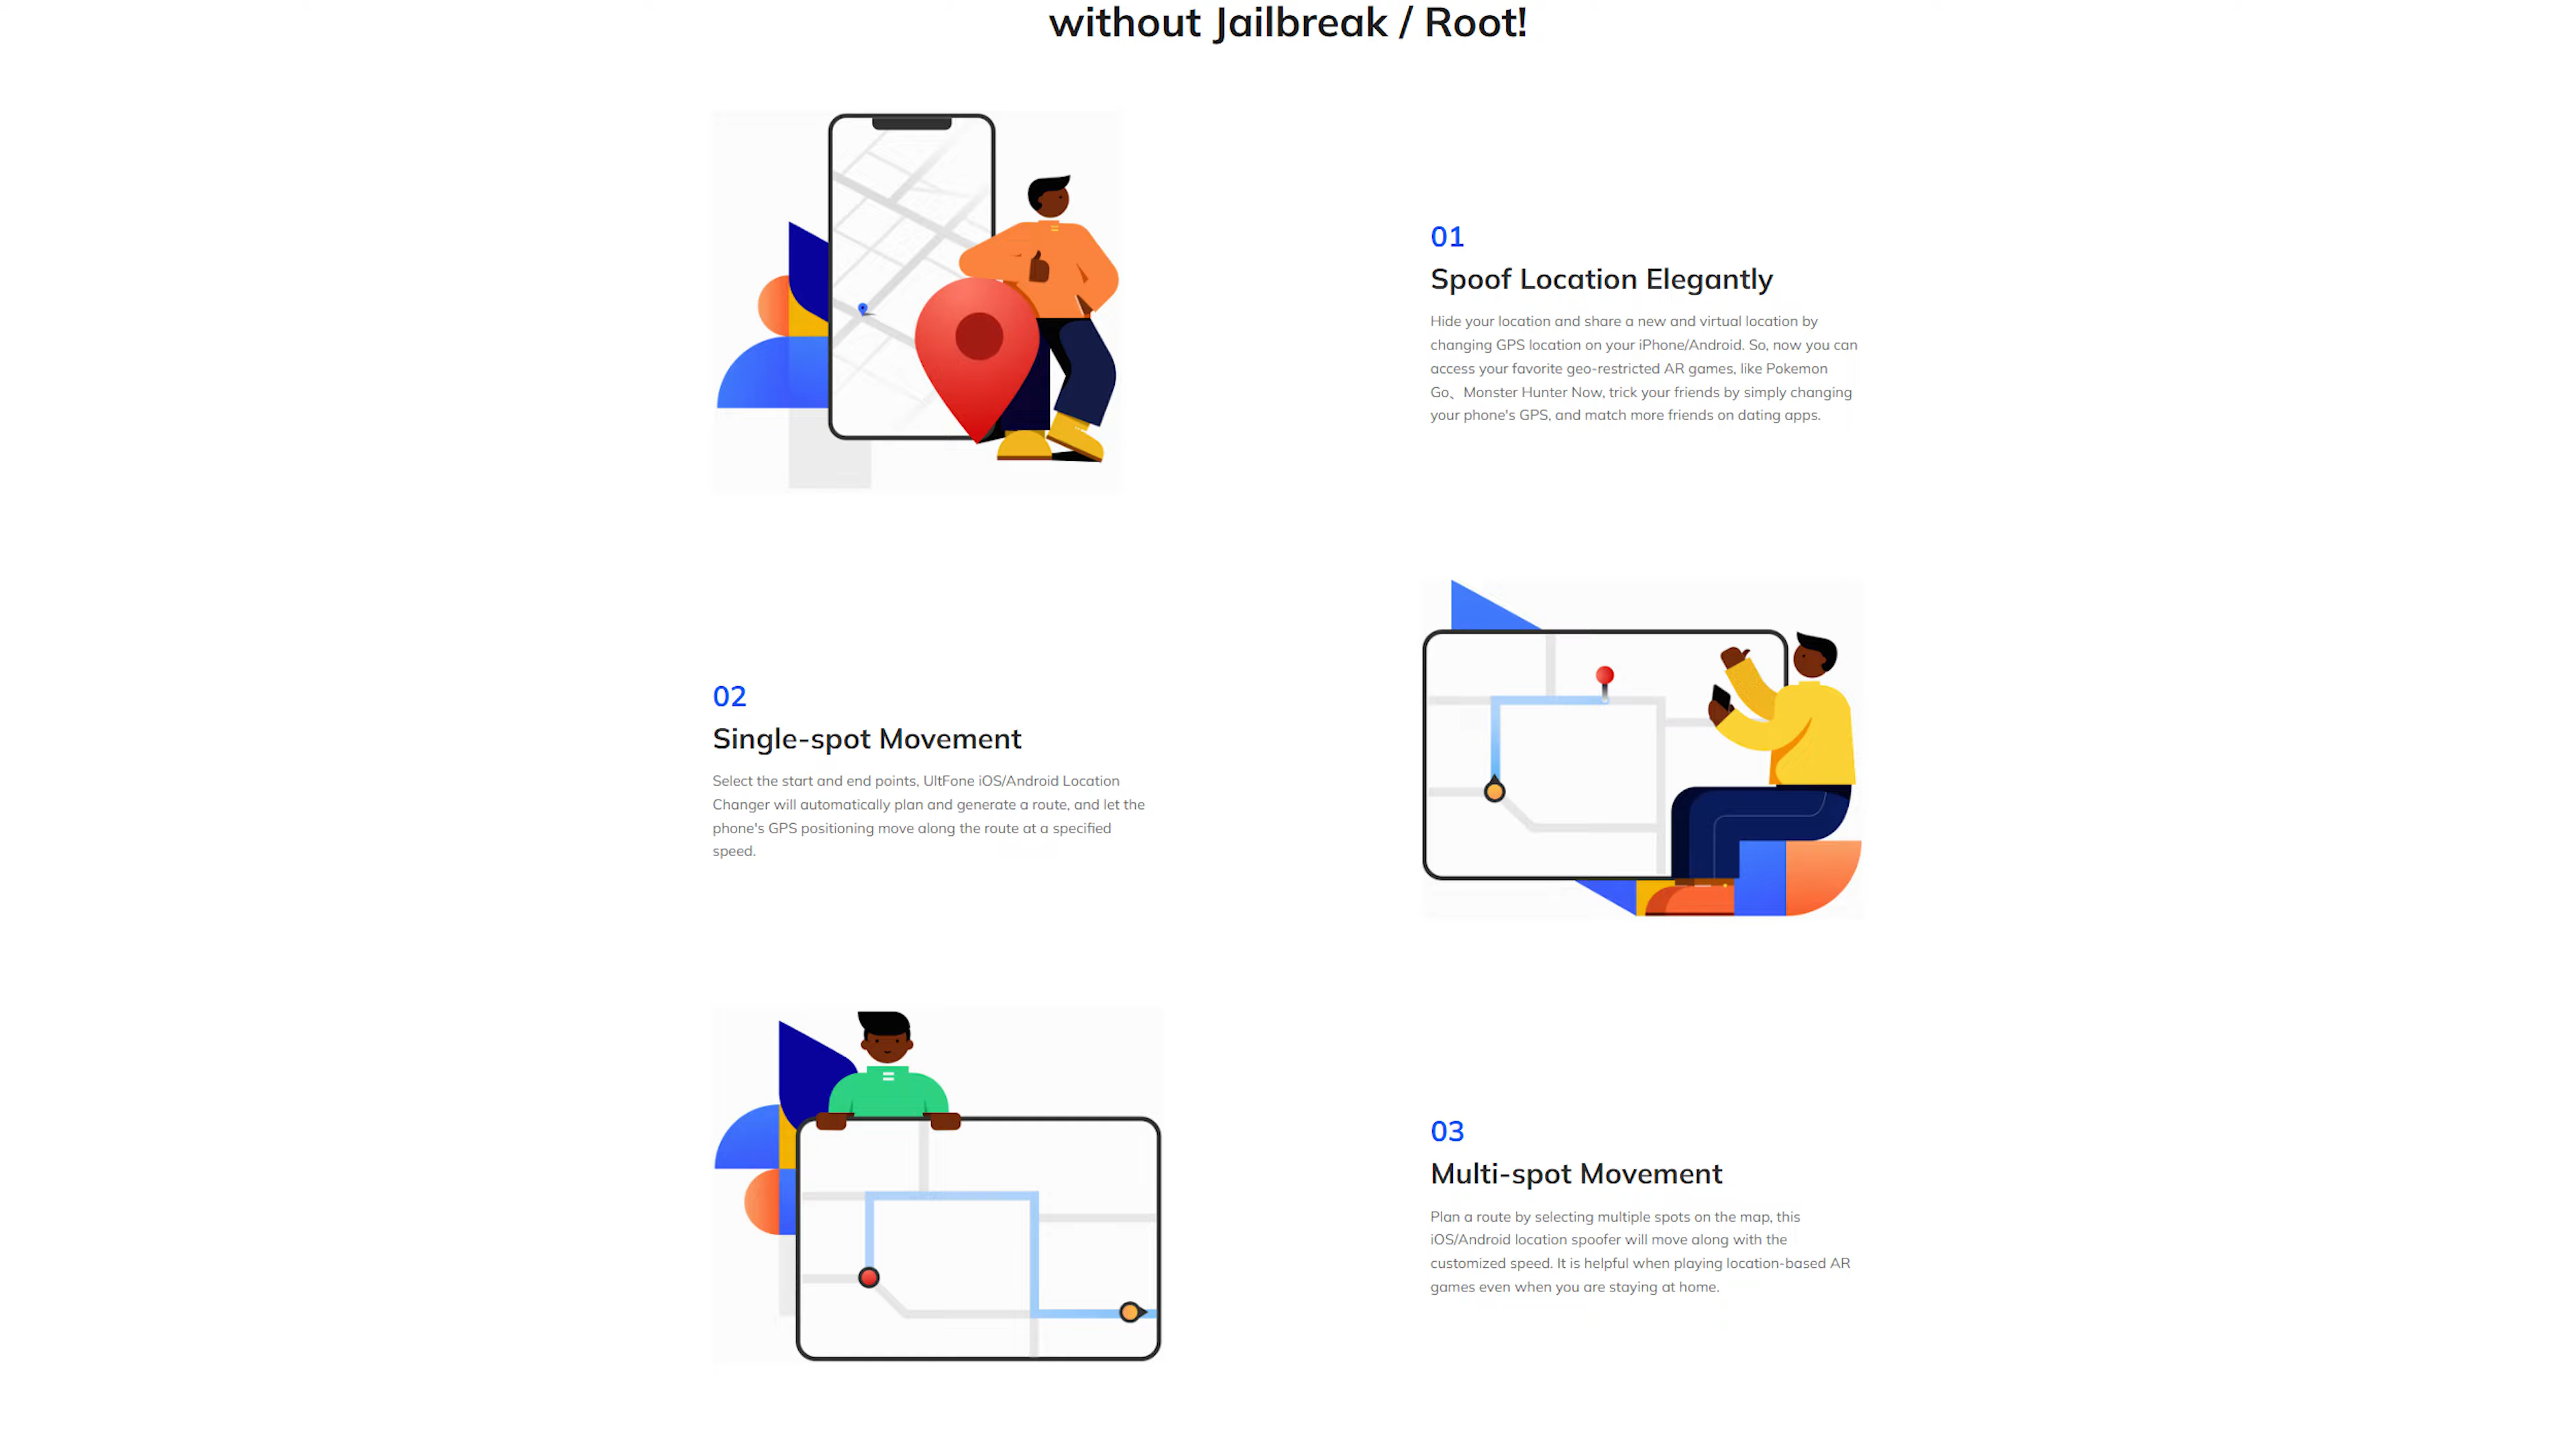 without Jailbreak / Root!
01
Spoof Location Elegantly
Hide your location and share a new and virtual location by
changing GPS location on your iPhone/Android. So, now you can
access your favorite geo-restricted AR games, like Pokemon
Go、Monster Hunter Now, trick your friends by simply changing
your phone's GPS, and match more friends on dating apps.
02
Single-spot Movement
Select the start and end points, UltFone iOS/Android Location
Changer will automatically plan and generate a route, and let the
phone's GPS positioning move along the route at a specified
speed.
03
Multi-spot Movement
Plan a route by selecting multiple spots on the map, this
iOS/Android location spoofer will move along with the
customized speed. It is helpful when playing location-based AR
games even when you are staying at home.